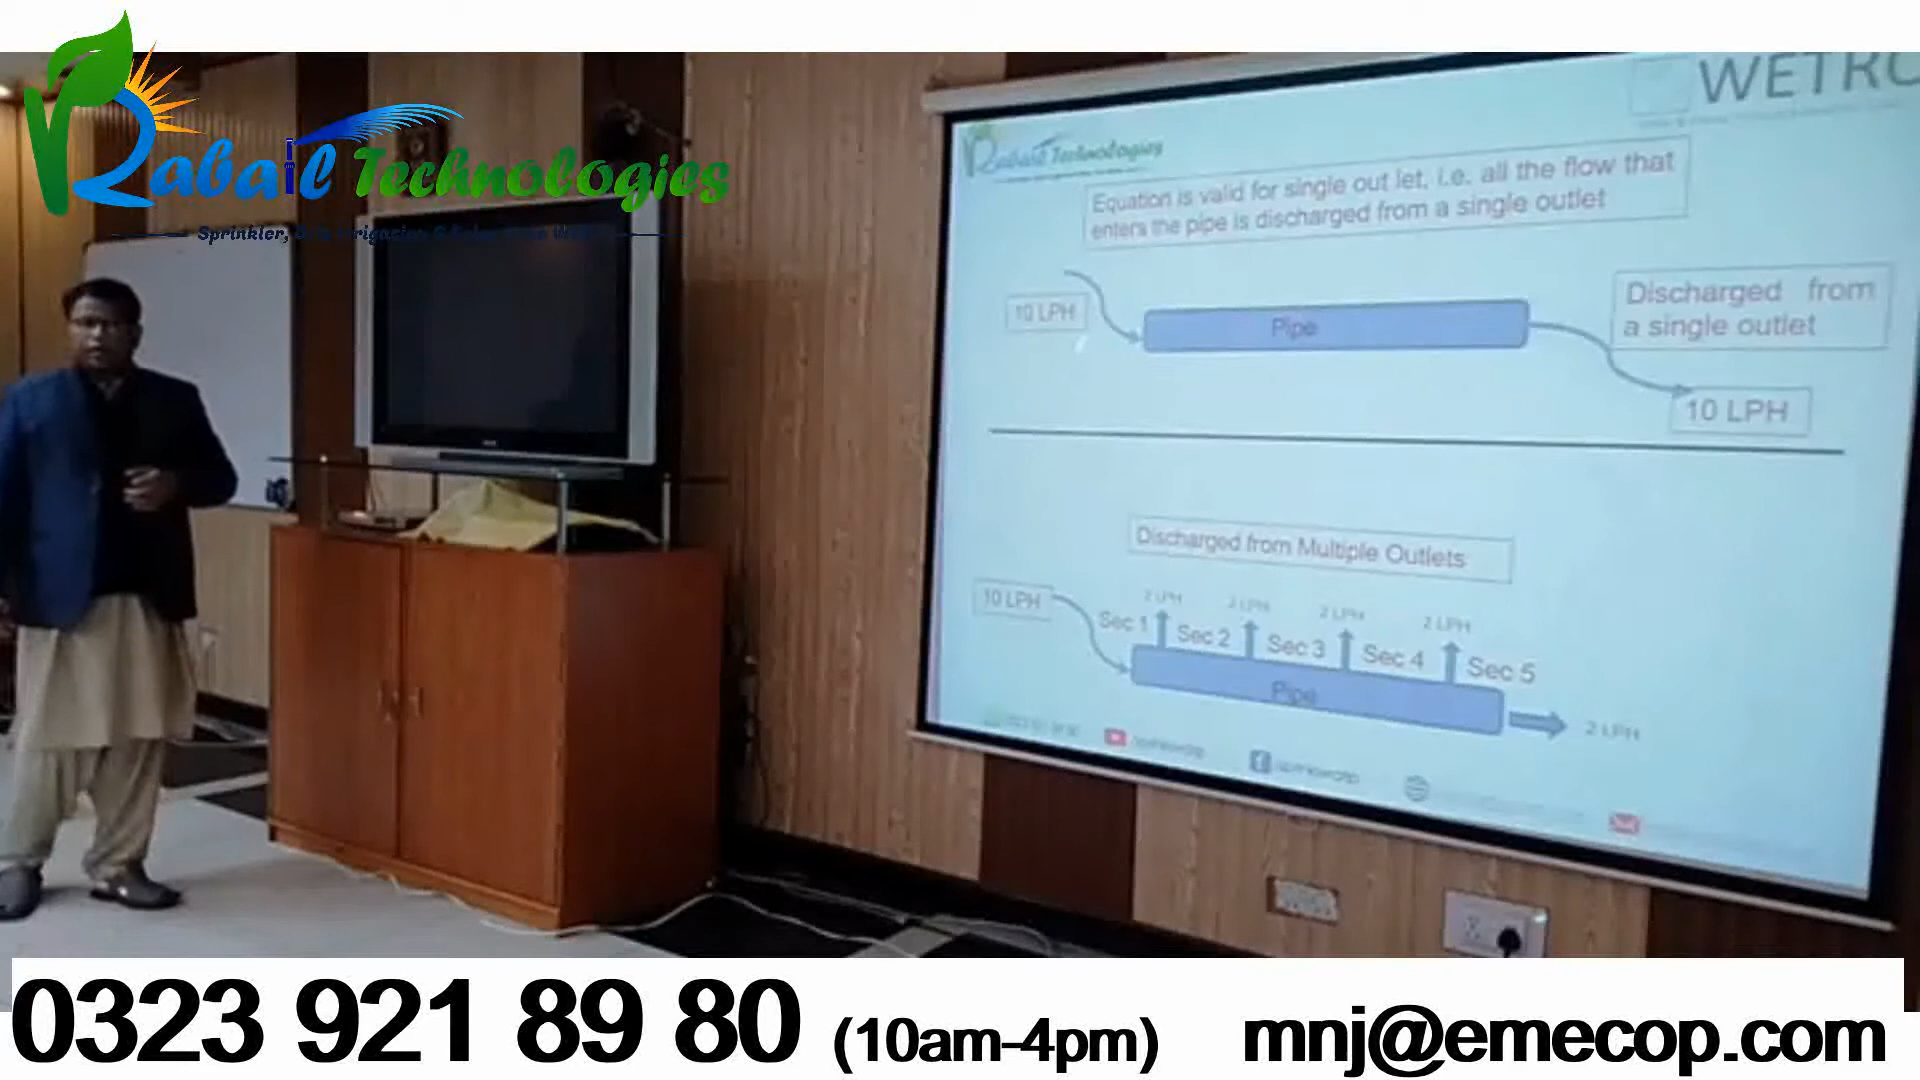 Rabail Technologies
WETRO
Rabail Technologies
Equation is valid for single out let, i.e. all the flow that
enters the pipe is discharged from a single outlet
10 LPH
Pipe
Discharged from
a single outlet
10 LPH
Discharged from Multiple Outlets
10 LPH
2 LPH
2 LPH
2 LPH
2 LPH
Sec 1
Sec 2
Sec 3
Sec 4
Sec 5
Pipe
2 LPH
0323 921 89 80 (10am-4pm) mnj@emecop.com